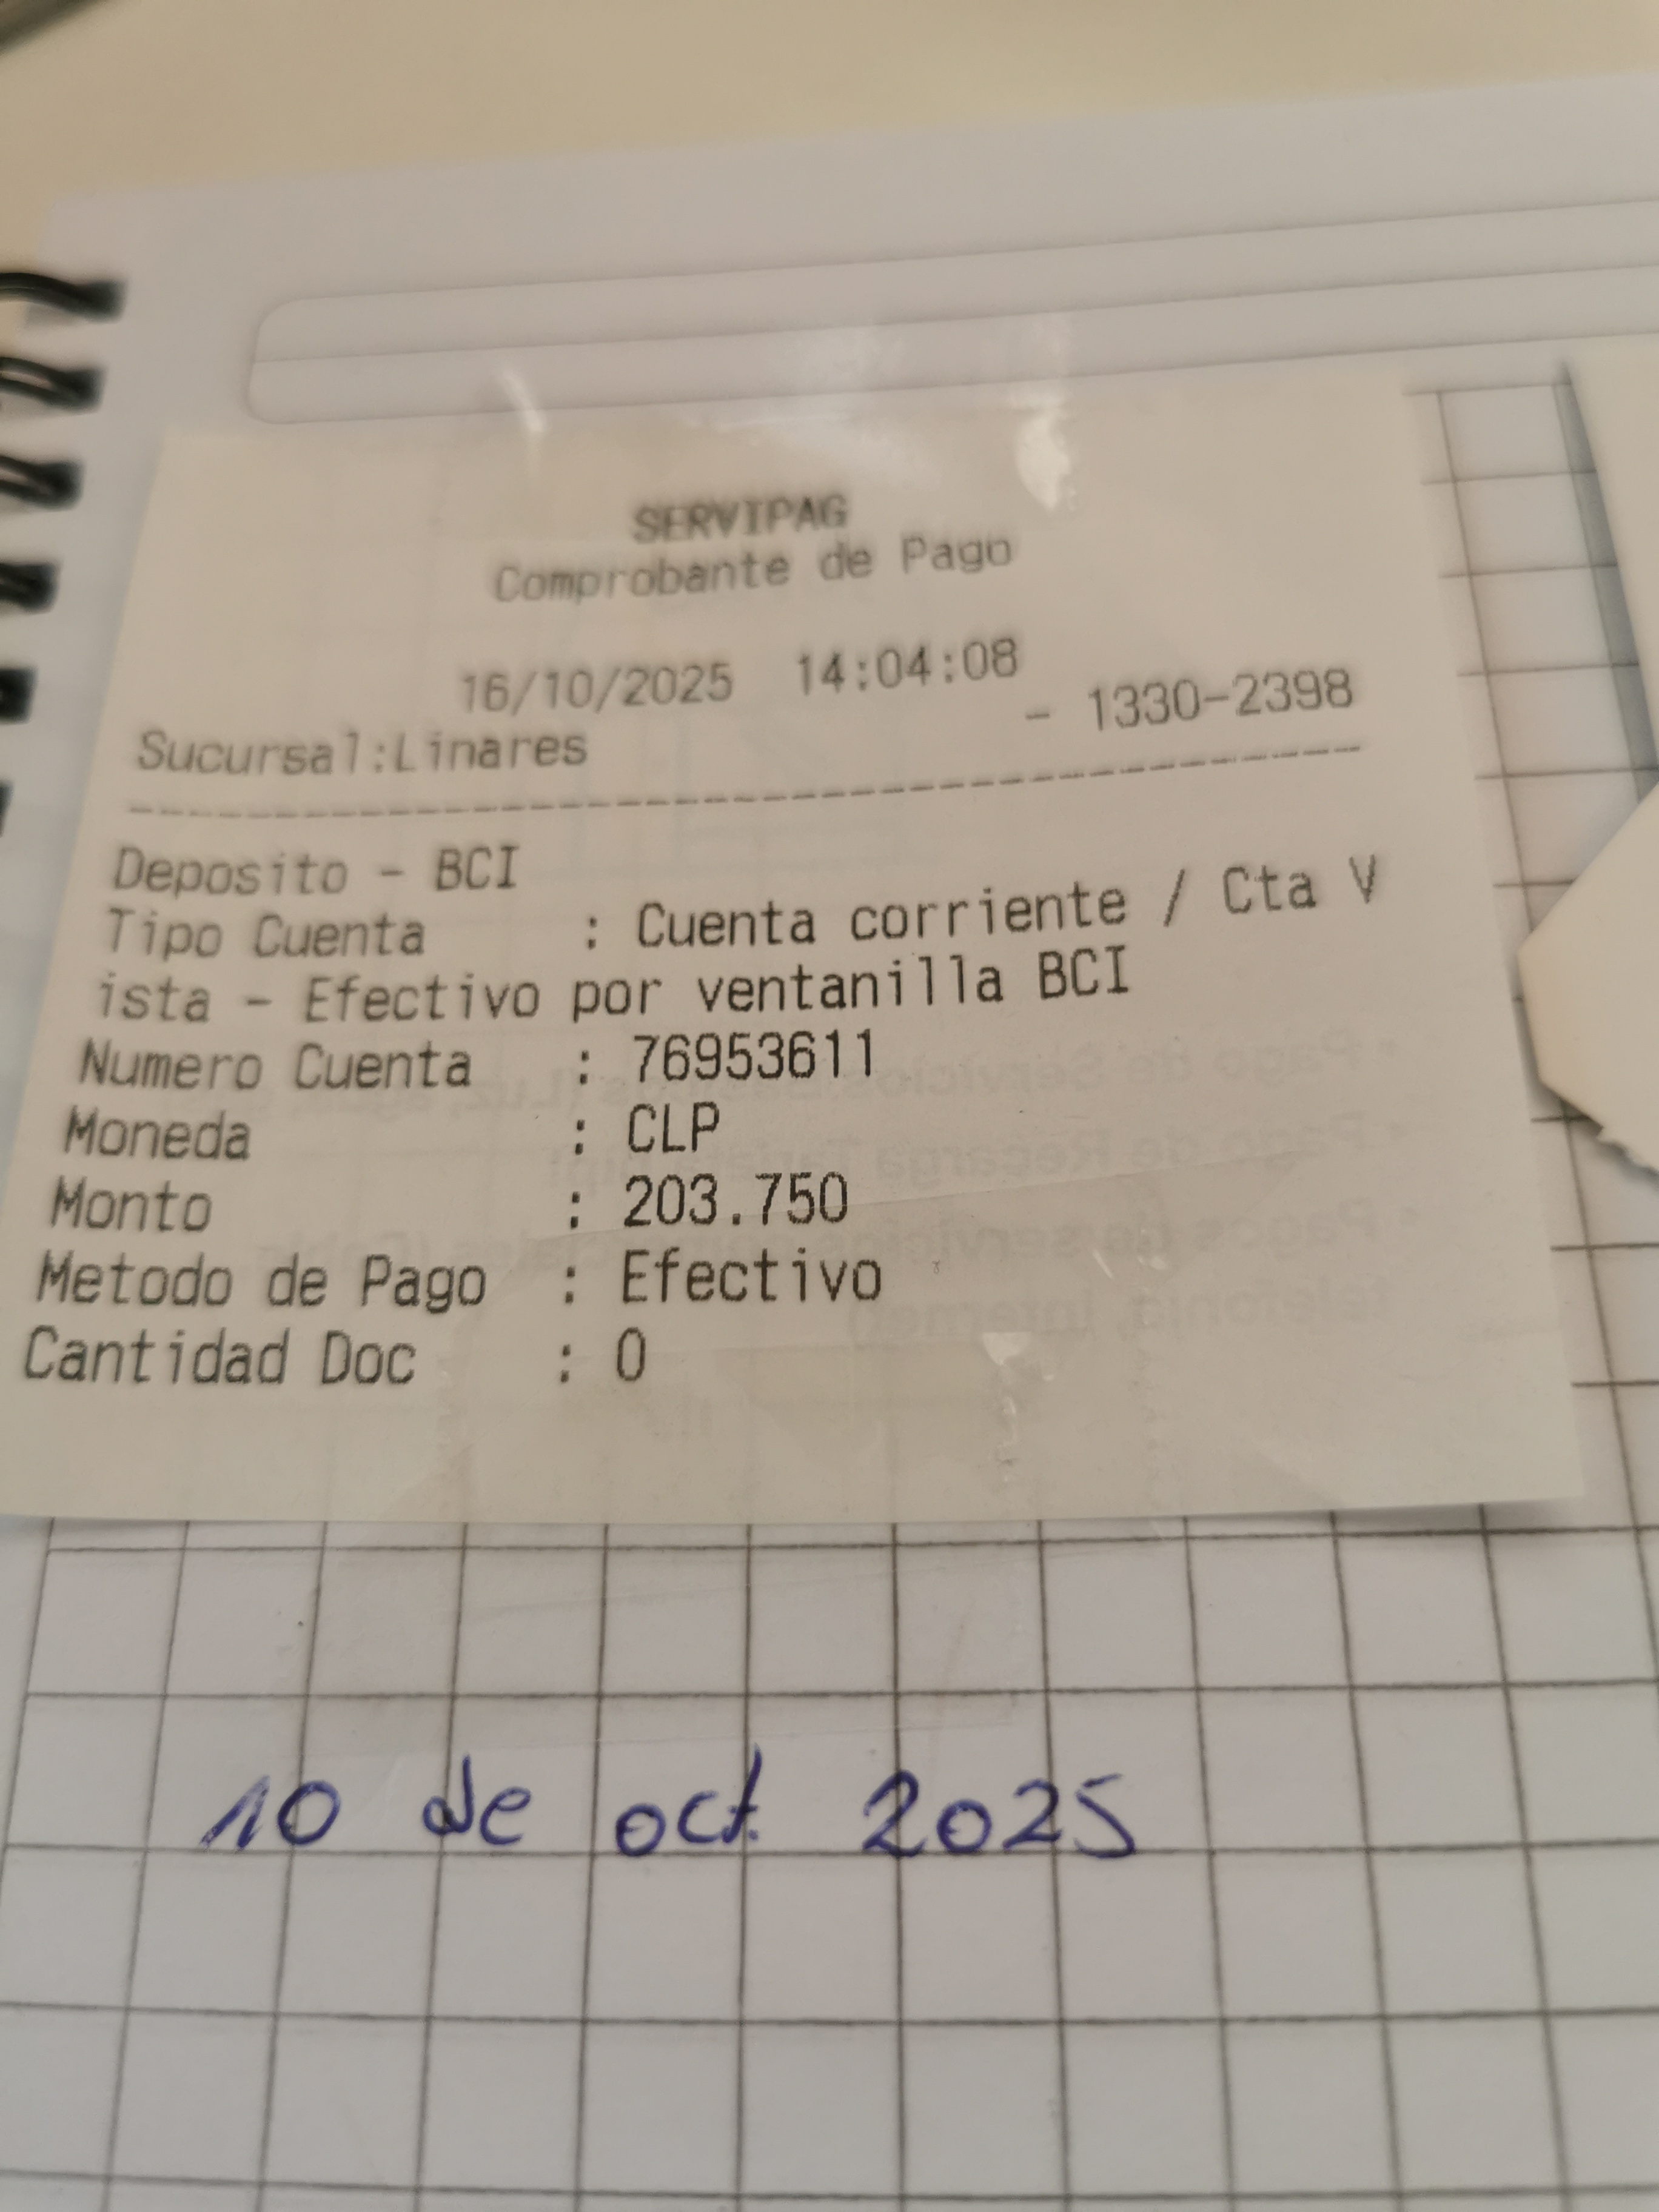 SERVIPAG
Comprobante de Pago
16/10/2025 14:04:08
Sucursal:Linares - 1330-2398
Deposito - BCI
Tipo Cuenta : Cuenta corriente / Cta V
ista - Efectivo por ventanilla BCI
Numero Cuenta : 76953611
Moneda : CLP
Monto : 203.750
Metodo de Pago : Efectivo
Cantidad Doc : 0
10 de oct 2025